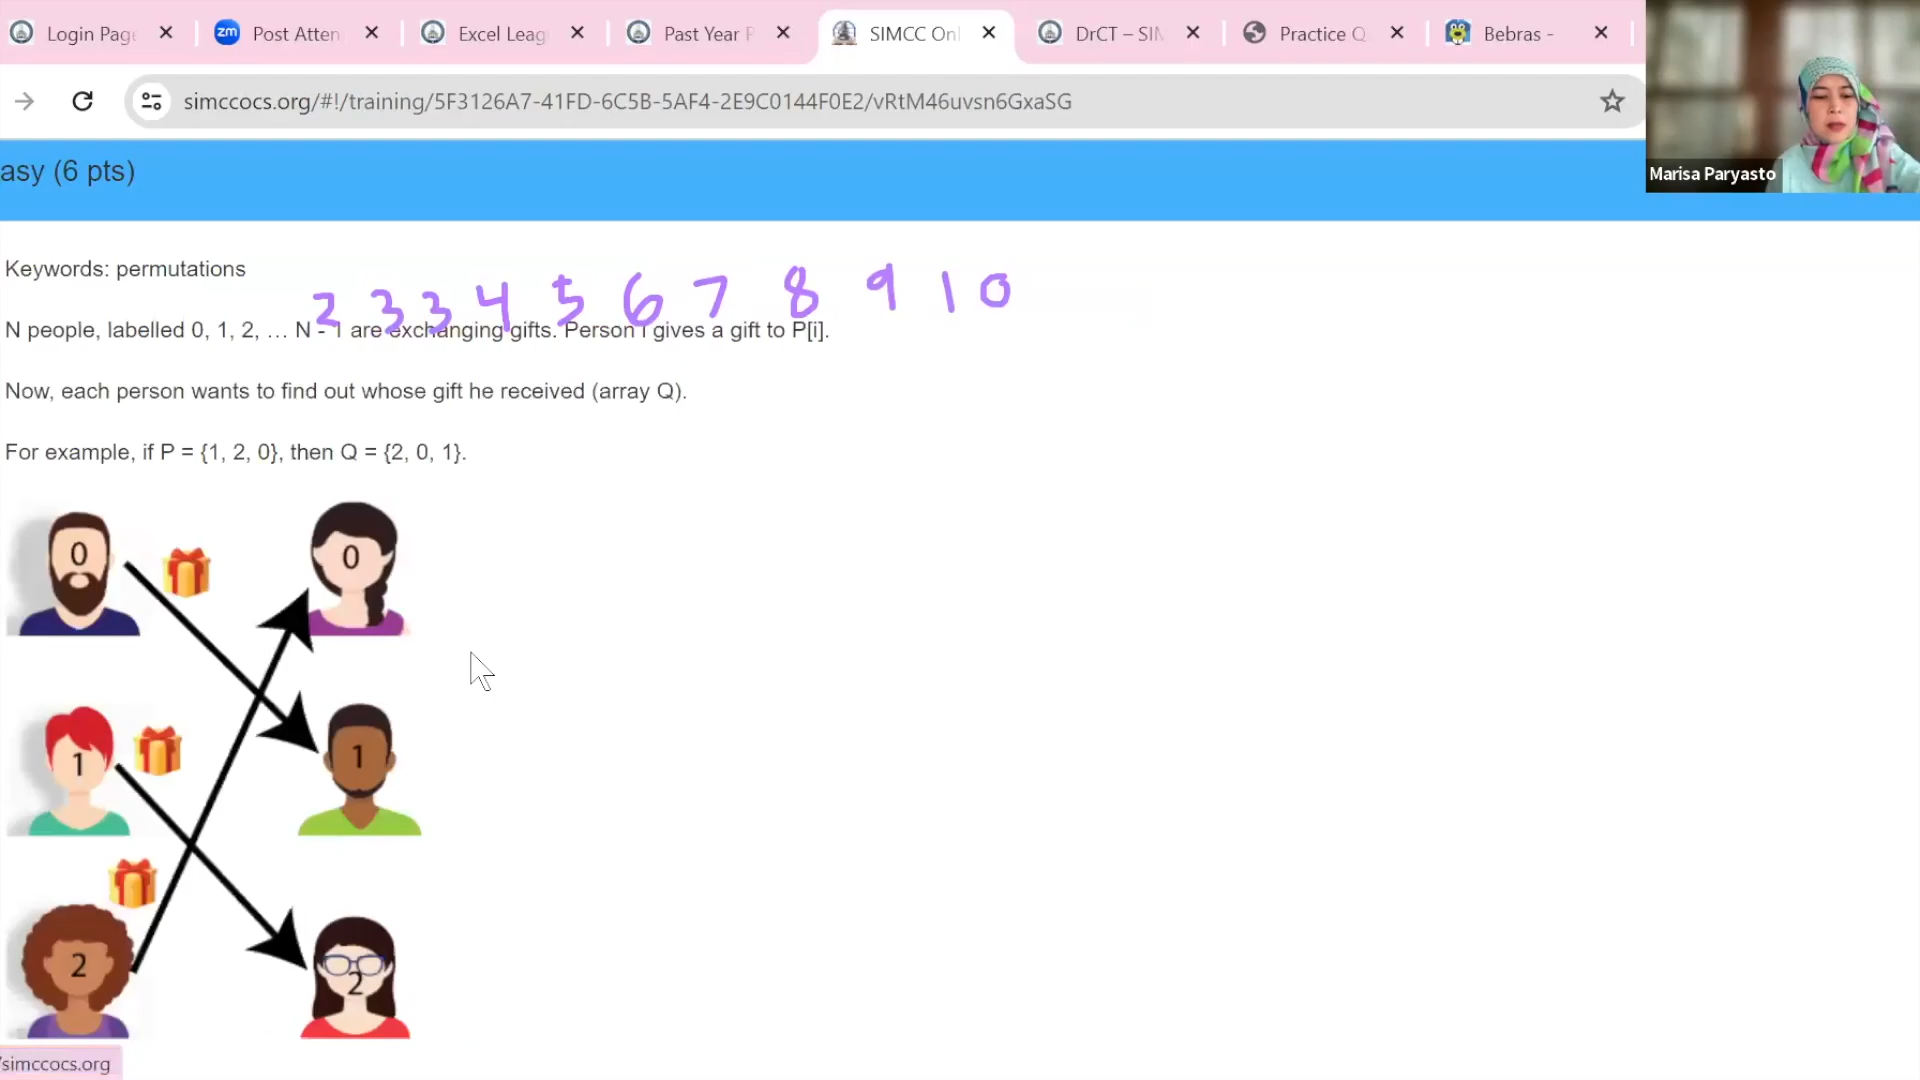 Login Pag
Post Atten
Excel Leag
Past Year P
SIMCC Onl
DrCT – SIM
Practice Q
Bebras -
simccocs.org/#!/training/5F3126A7-41FD-6C5B-5AF4-2E9C0144F0E2/vRtM46uvsn6GxaSG
Marisa Paryasto
asy (6 pts)
Keywords: permutations
2 3 3 4 5 6 7 8 9 1 0
N people, labelled 0, 1, 2, … N - 1 are exchanging gifts. Person i gives a gift to P[i].
Now, each person wants to find out whose gift he received (array Q).
For example, if P = {1, 2, 0}, then Q = {2, 0, 1}.
0 0
1 1
2 2
/simccocs.org